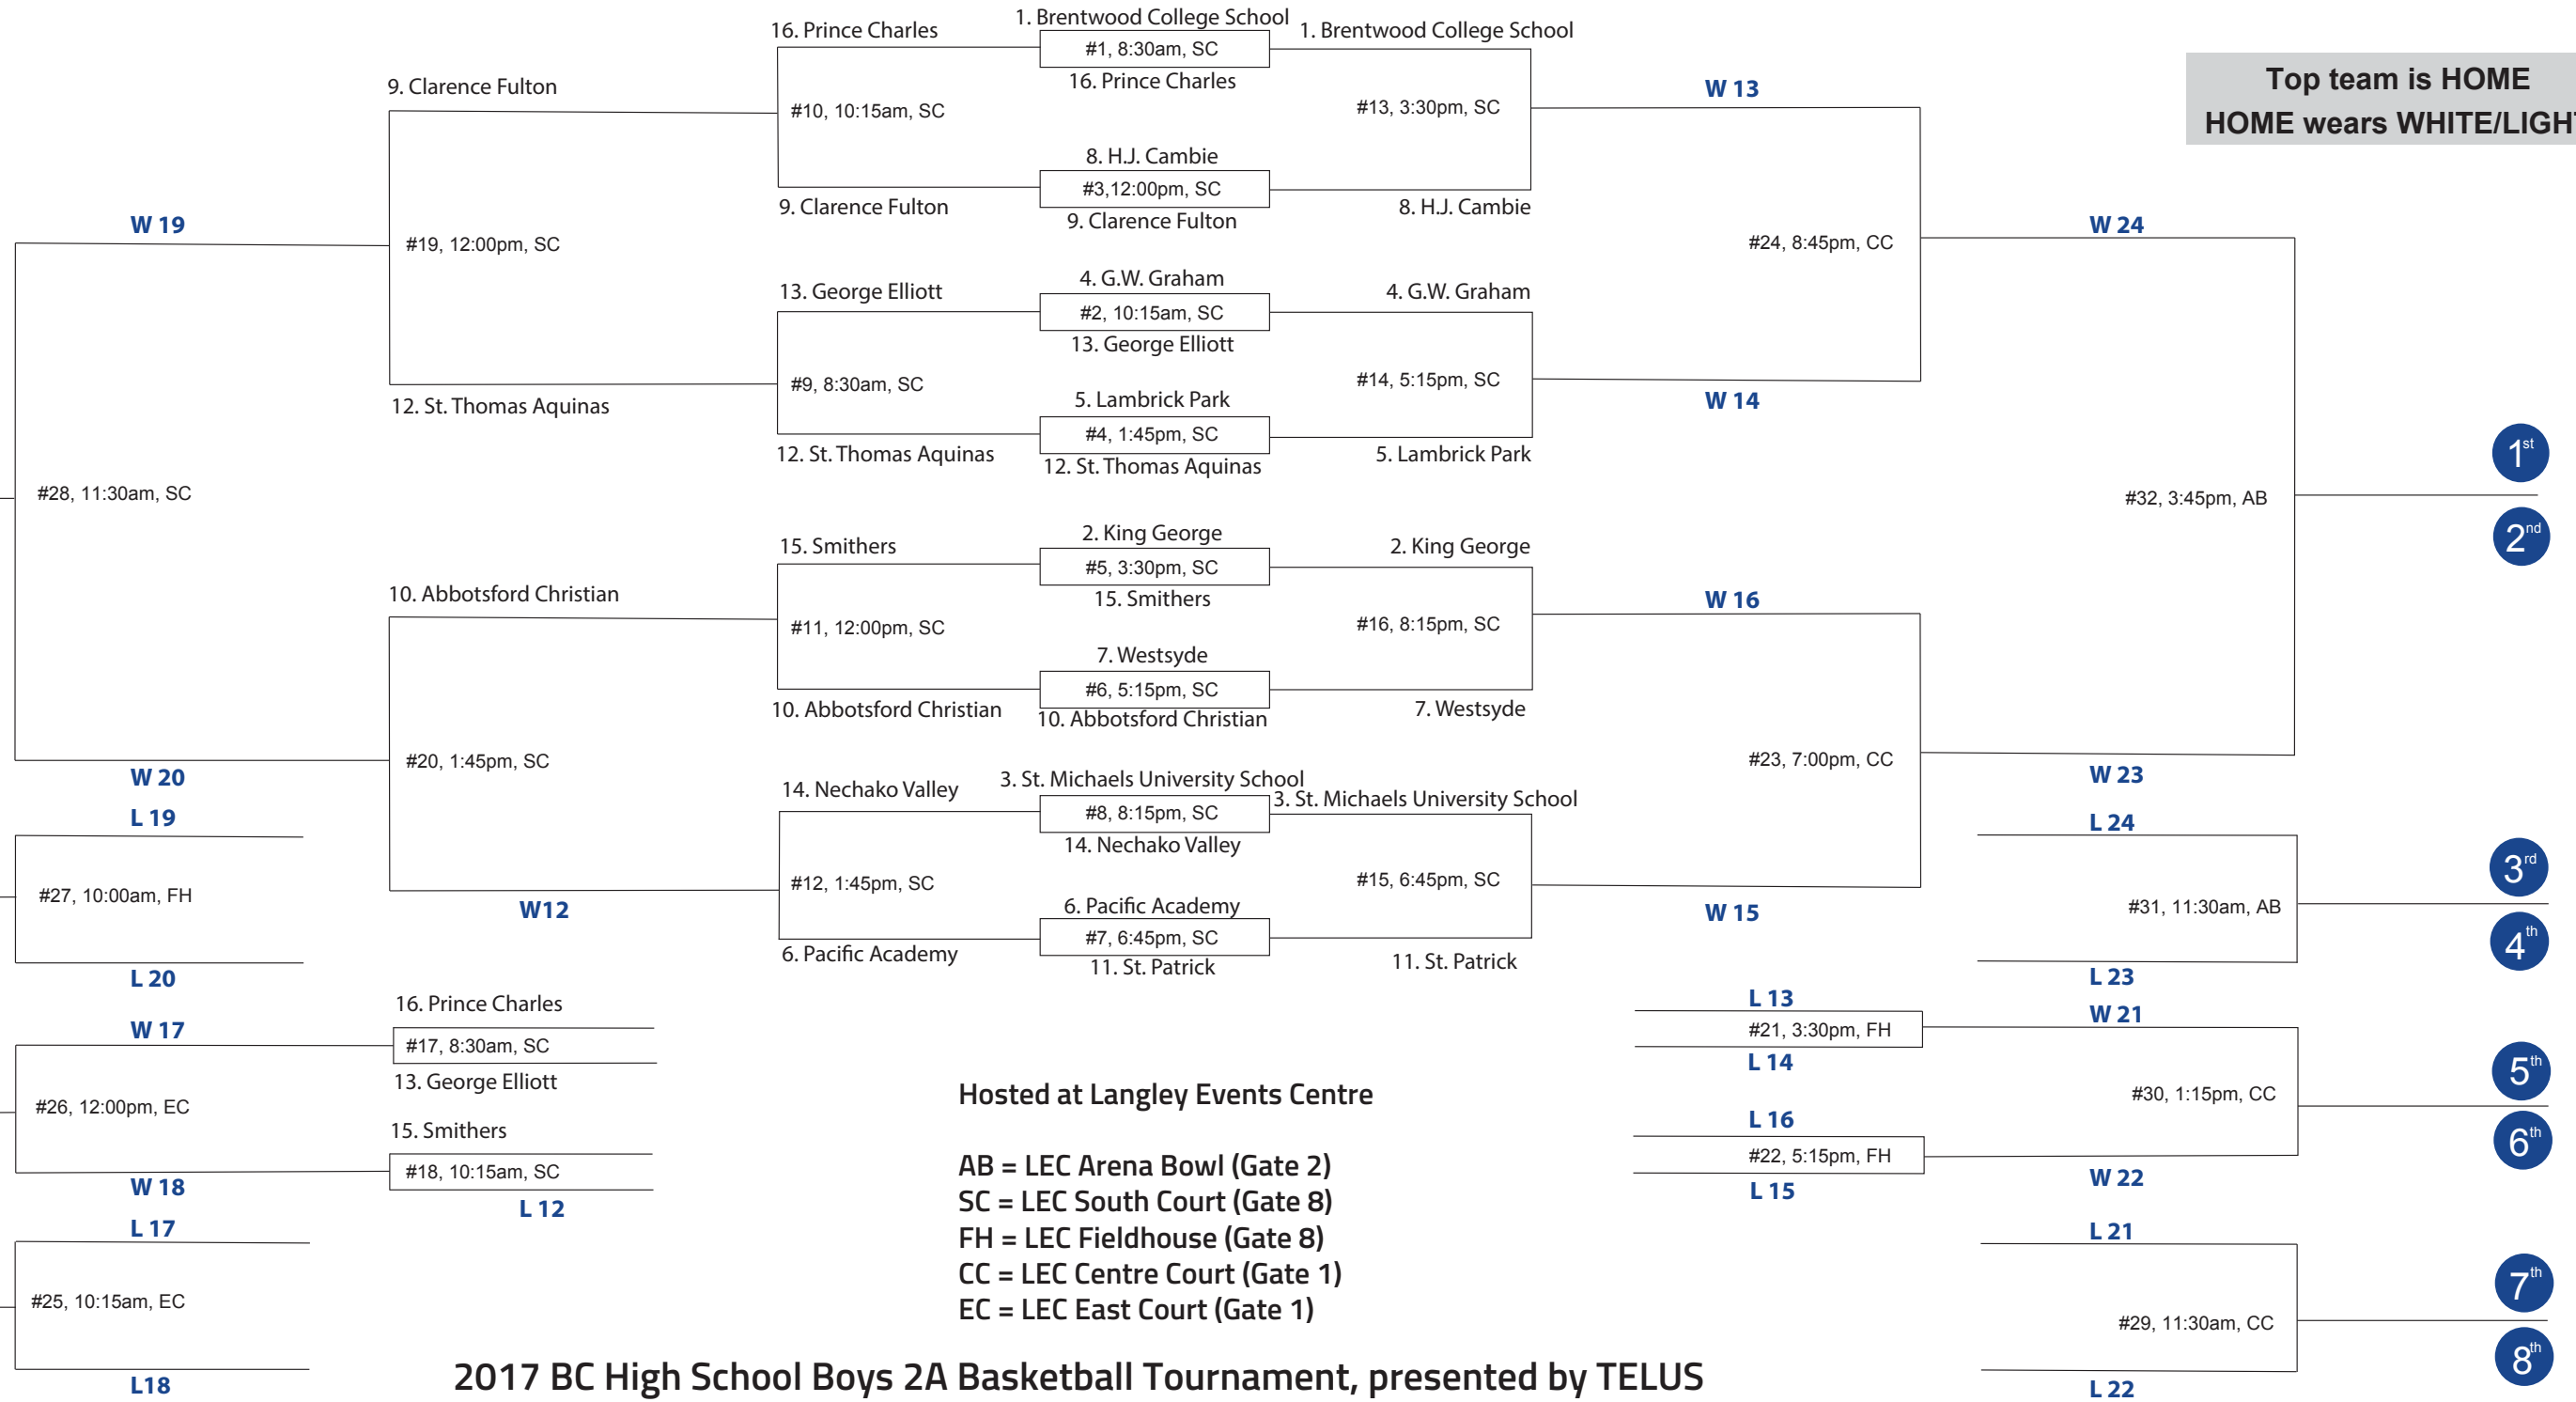 1. Brentwood College School
16. Prince Charles
#1, 8:30am, SC
1. Brentwood College School
16. Prince Charles
Top team is HOME
HOME wears WHITE/LIGHT
9. Clarence Fulton
W 13
#10, 10:15am, SC
#13, 3:30pm, SC
8. H.J. Cambie
#3,12:00pm, SC
9. Clarence Fulton
9. Clarence Fulton
8. H.J. Cambie
W 19
#19, 12:00pm, SC
#24, 8:45pm, CC
W 24
4. G.W. Graham
13. George Elliott
#2, 10:15am, SC
4. G.W. Graham
13. George Elliott
#9, 8:30am, SC
#14, 5:15pm, SC
12. St. Thomas Aquinas
5. Lambrick Park
W 14
#4, 1:45pm, SC
12. St. Thomas Aquinas
12. St. Thomas Aquinas
5. Lambrick Park
1st
#28, 11:30am, SC
#32, 3:45pm, AB
2nd
2. King George
15. Smithers
#5, 3:30pm, SC
2. King George
15. Smithers
10. Abbotsford Christian
W 16
#11, 12:00pm, SC
#16, 8:15pm, SC
7. Westsyde
#6, 5:15pm, SC
10. Abbotsford Christian
10. Abbotsford Christian
7. Westsyde
#20, 1:45pm, SC
#23, 7:00pm, CC
W 20
W 23
3. St. Michaels University School
14. Nechako Valley
#8, 8:15pm, SC
3. St. Michaels University School
14. Nechako Valley
L 19
L 24
#12, 1:45pm, SC
#15, 6:45pm, SC
3rd
#27, 10:00am, FH
W12
6. Pacific Academy
W 15
#31, 11:30am, AB
#7, 6:45pm, SC
6. Pacific Academy
11. St. Patrick
11. St. Patrick
4th
L 20
L 23
16. Prince Charles
L 13
W 17
#17, 8:30am, SC
#21, 3:30pm, FH
W 21
13. George Elliott
L 14
5th
#26, 12:00pm, EC
#30, 1:15pm, CC
15. Smithers
L 16
6th
#18, 10:15am, SC
#22, 5:15pm, FH
W 18
L 12
L 15
W 22
Hosted at Langley Events Centre
AB = LEC Arena Bowl (Gate 2)
SC = LEC South Court (Gate 8)
FH = LEC Fieldhouse (Gate 8)
CC = LEC Centre Court (Gate 1)
EC = LEC East Court (Gate 1)
L 17
L 21
7th
#25, 10:15am, EC
#29, 11:30am, CC
8th
L18
L 22
2017 BC High School Boys 2A Basketball Tournament, presented by TELUS